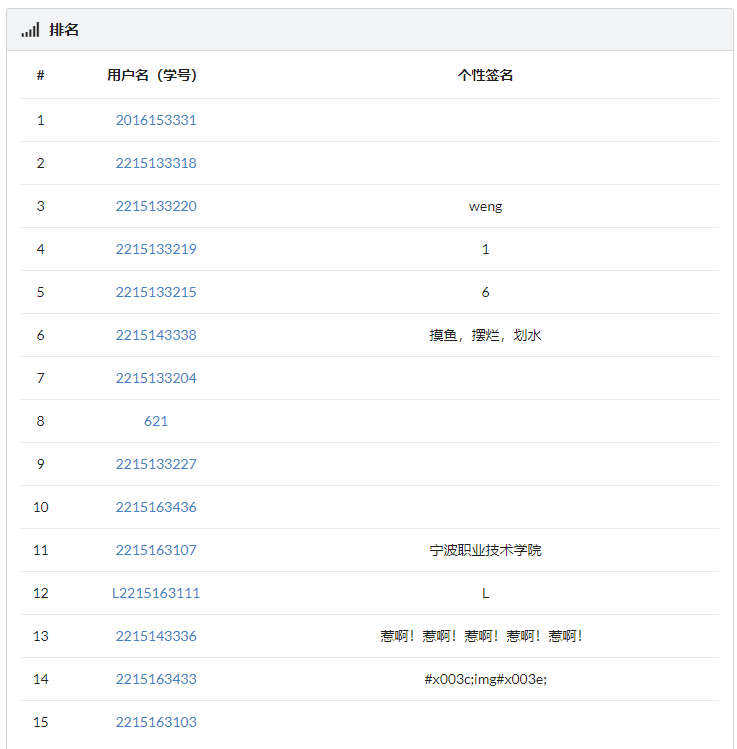 排名
# 用户名（学号） 个性签名
1 2016153331
2 2215133318
3 2215133220 weng
4 2215133219 1
5 2215133215 6
6 2215143338 摸鱼，摆烂，划水
7 2215133204
8 621
9 2215133227
10 2215163436
11 2215163107 宁波职业技术学院
12 L2215163111 L
13 2215143336 惹啊！惹啊！惹啊！惹啊！惹啊！
14 2215163433 #x003c;img#x003e;
15 2215163103